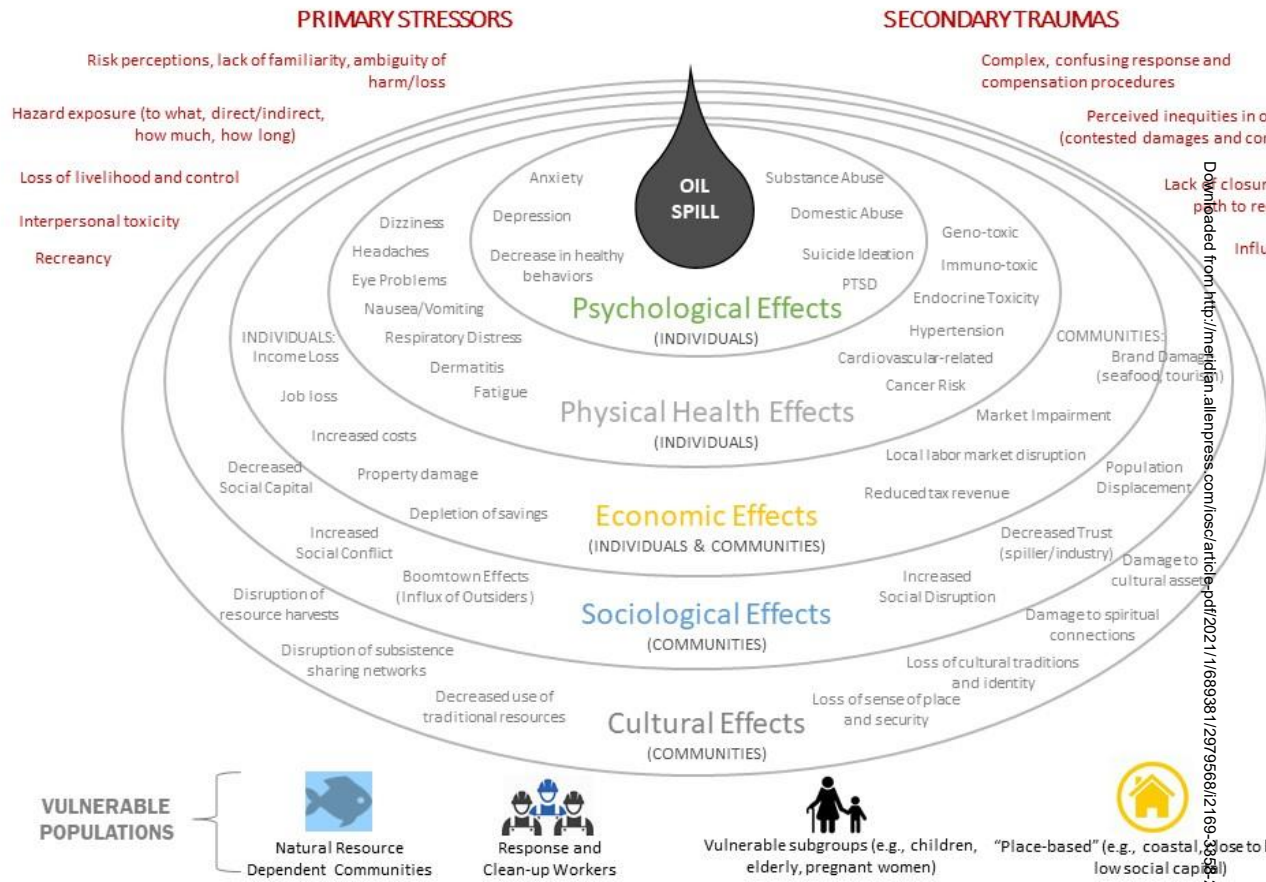 PRIMARY STRESSORS
SECONDARY TRAUMAS
Risk perceptions, lack of familiarity, ambiguity of
harm/loss
Hazard exposure (to what, direct/indirect,
how much, how long)
Loss of livelihood and control
Interpersonal toxicity
Recreancy
Complex, confusing response and
compensation procedures
Perceived inequities in
(contested damages and
Lack of
path to
OIL
SPILL
Anxiety
Depression
Decrease in healthy
behaviors
Substance Abuse
Domestic Abuse
Suicide Ideation
PTSD
Psychological Effects
(INDIVIDUALS)
Dizziness
Headaches
Eye Problems
Nausea/Vomiting
Respiratory Distress
Dermatitis
Fatigue
Geno-toxic
Immuno-toxic
Endocrine Toxicity
Hypertension
Cardiovascular-related
Cancer Risk
Physical Health Effects
(INDIVIDUALS)
INDIVIDUALS:
Income Loss
Job loss
Increased costs
Property damage
Depletion of savings
COMMUNITIES:
Brand Damage
(seafood, tourism)
Market Impairment
Local labor market disruption
Reduced tax revenue
Economic Effects
(INDIVIDUALS & COMMUNITIES)
Decreased
Social Capital
Increased
Social Conflict
Boomtown Effects
(Influx of Outsiders)
Population
Displacement
Decreased Trust
(spiller/industry)
Increased
Social Disruption
Sociological Effects
(COMMUNITIES)
Disruption of
resource harvests
Disruption of subsistence
sharing networks
Decreased use of
traditional resources
Damage to
cultural assets
Damage to spiritual
connections
Loss of cultural traditions
and identity
Loss of sense of place
and security
Cultural Effects
(COMMUNITIES)
VULNERABLE
POPULATIONS
Natural Resource
Dependent Communities
Response and
Clean-up Workers
Vulnerable subgroups (e.g., children,
elderly, pregnant women)
"Place-based" (e.g., coastal, close to
low social capital)
Downloaded from http://meridian.allenpress.com/iosc/article-pdf/2021/1/689381/2979568/i2169-3358-